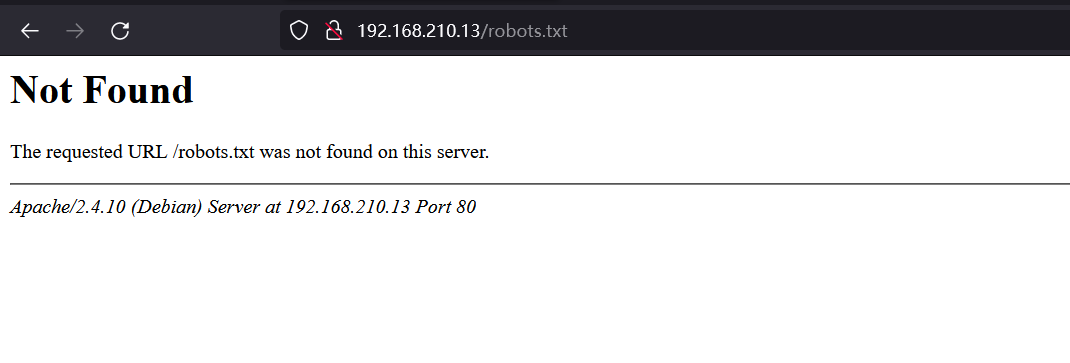 192.168.210.13/robots.txt
Not Found
The requested URL /robots.txt was not found on this server.
Apache/2.4.10 (Debian) Server at 192.168.210.13 Port 80